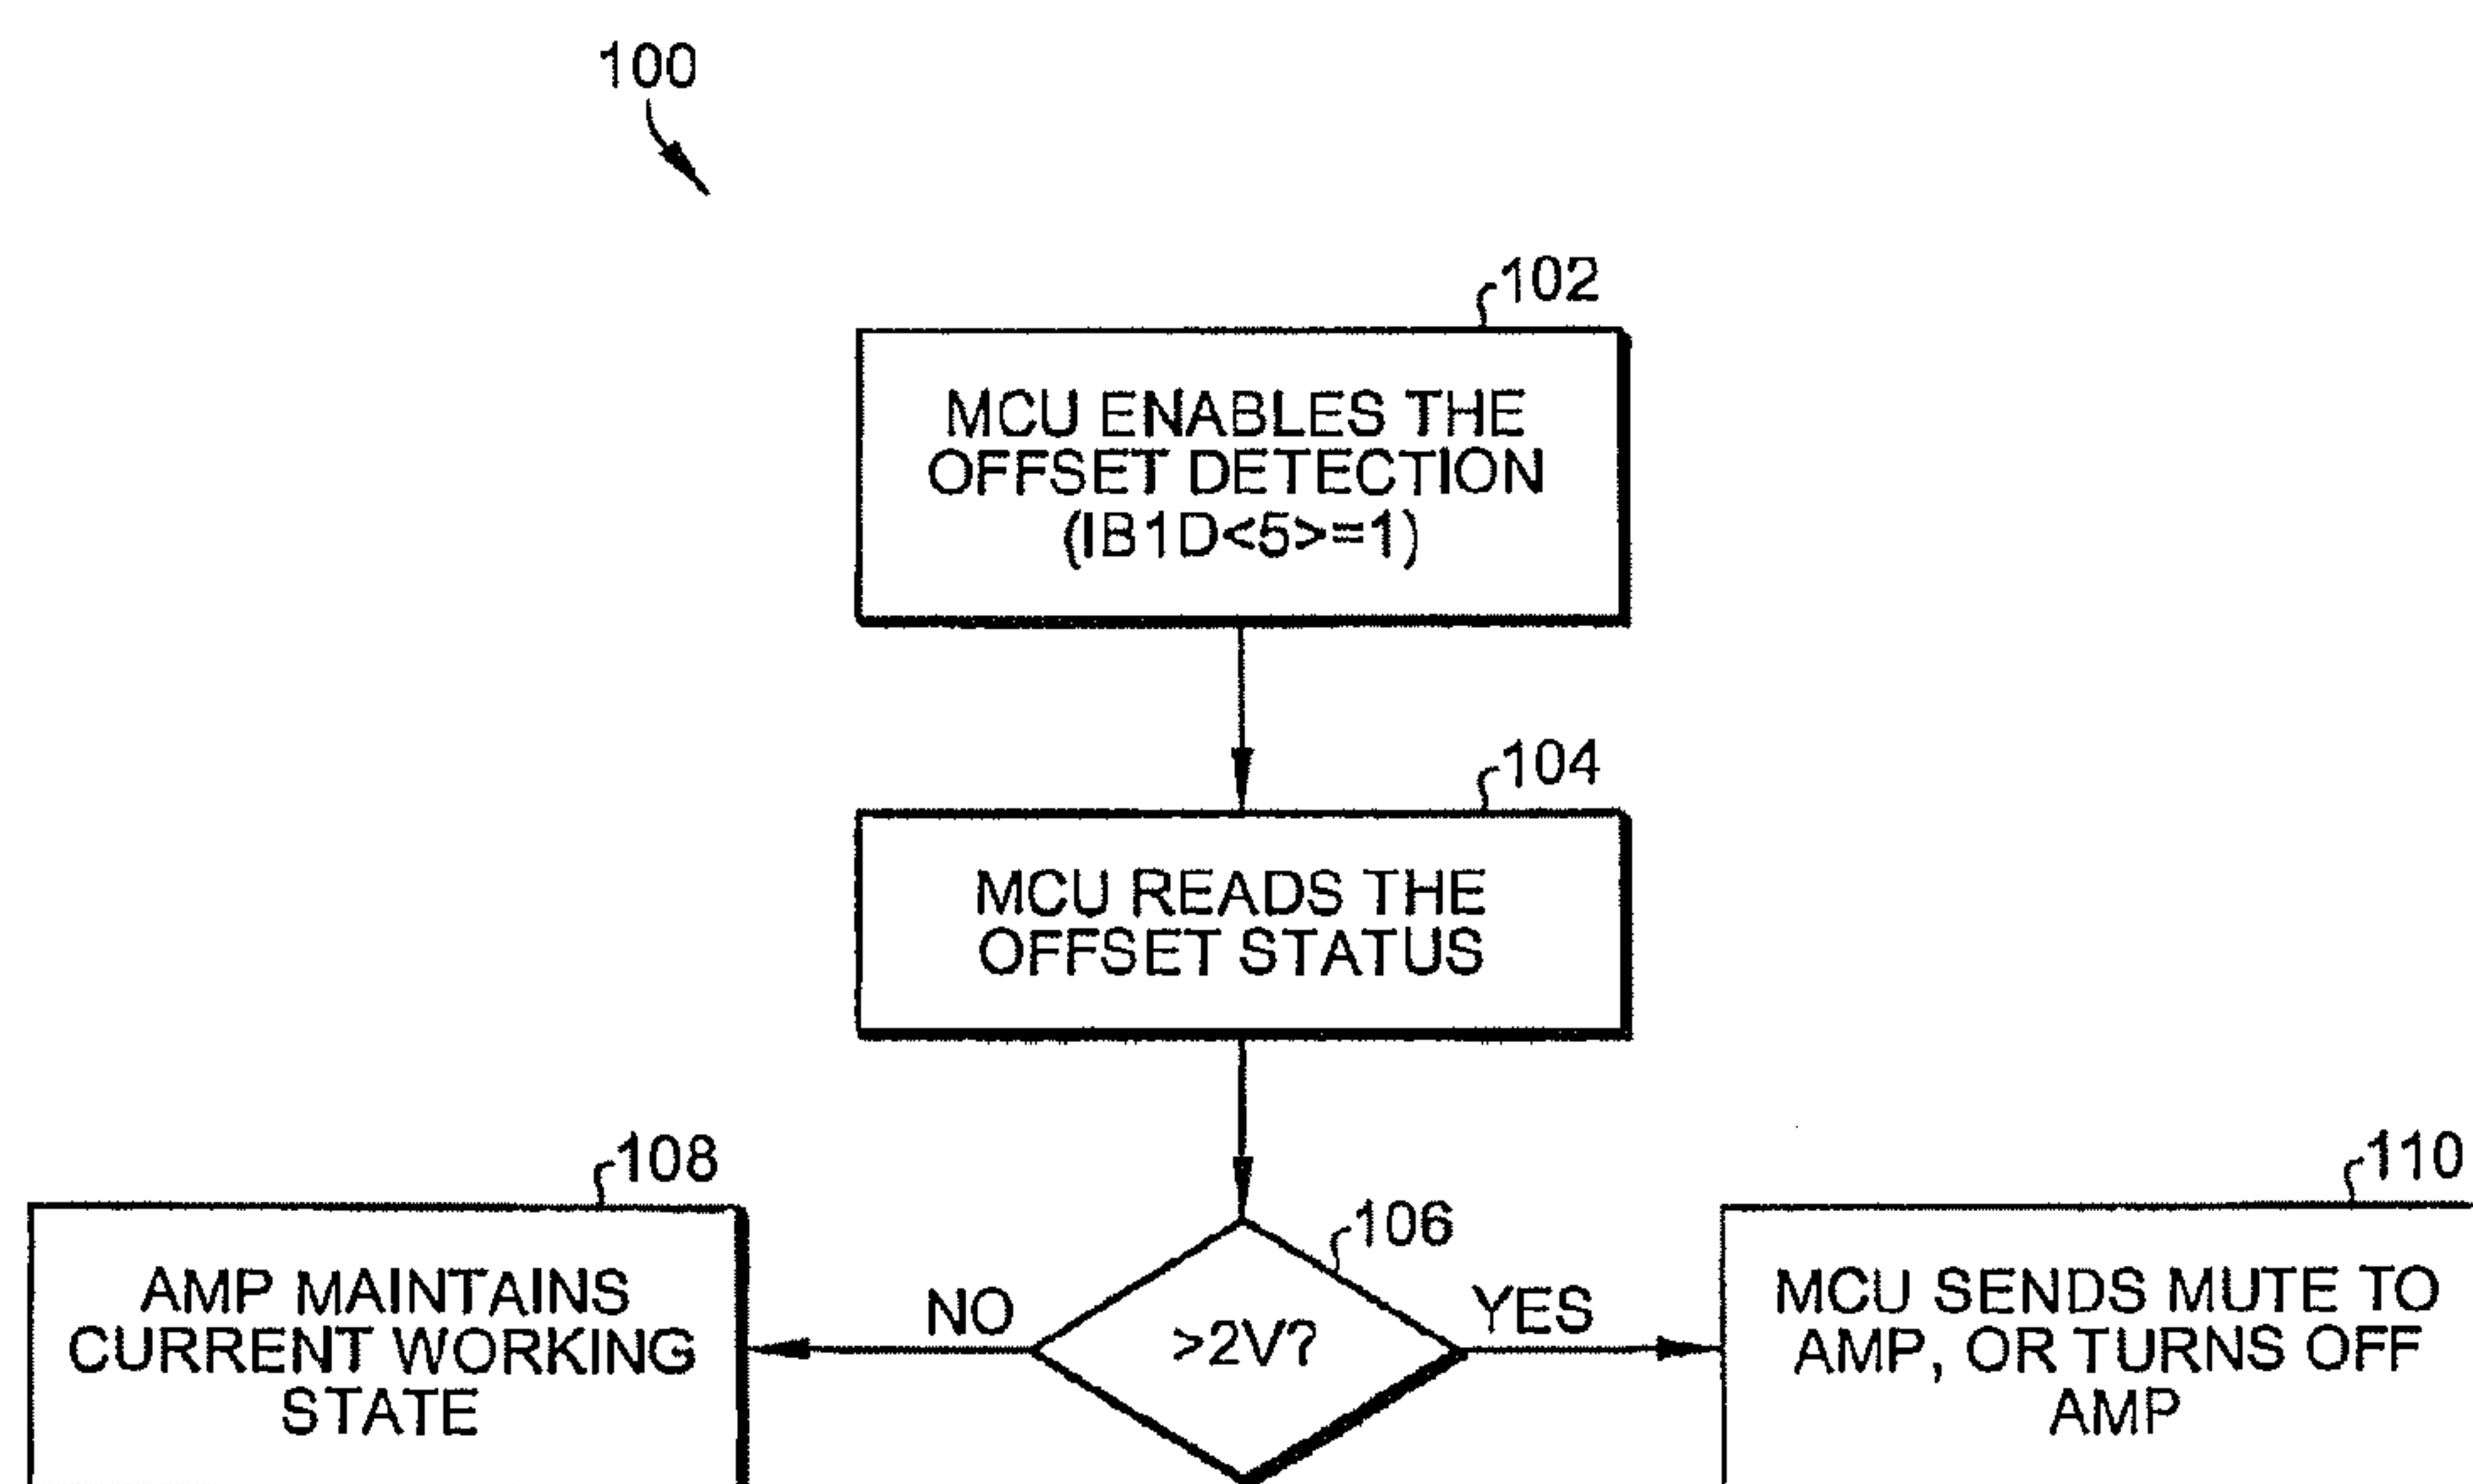 100
102
MCU ENABLES THE
OFFSET DETECTION
(IB1D<5>=1)
104
MCU READS THE
OFFSET STATUS
108
110
106
AMP MAINTAINS
CURRENT WORKING
STATE
NO
>2V?
YES
MCU SENDS MUTE TO
AMP, OR TURNS OFF
AMP